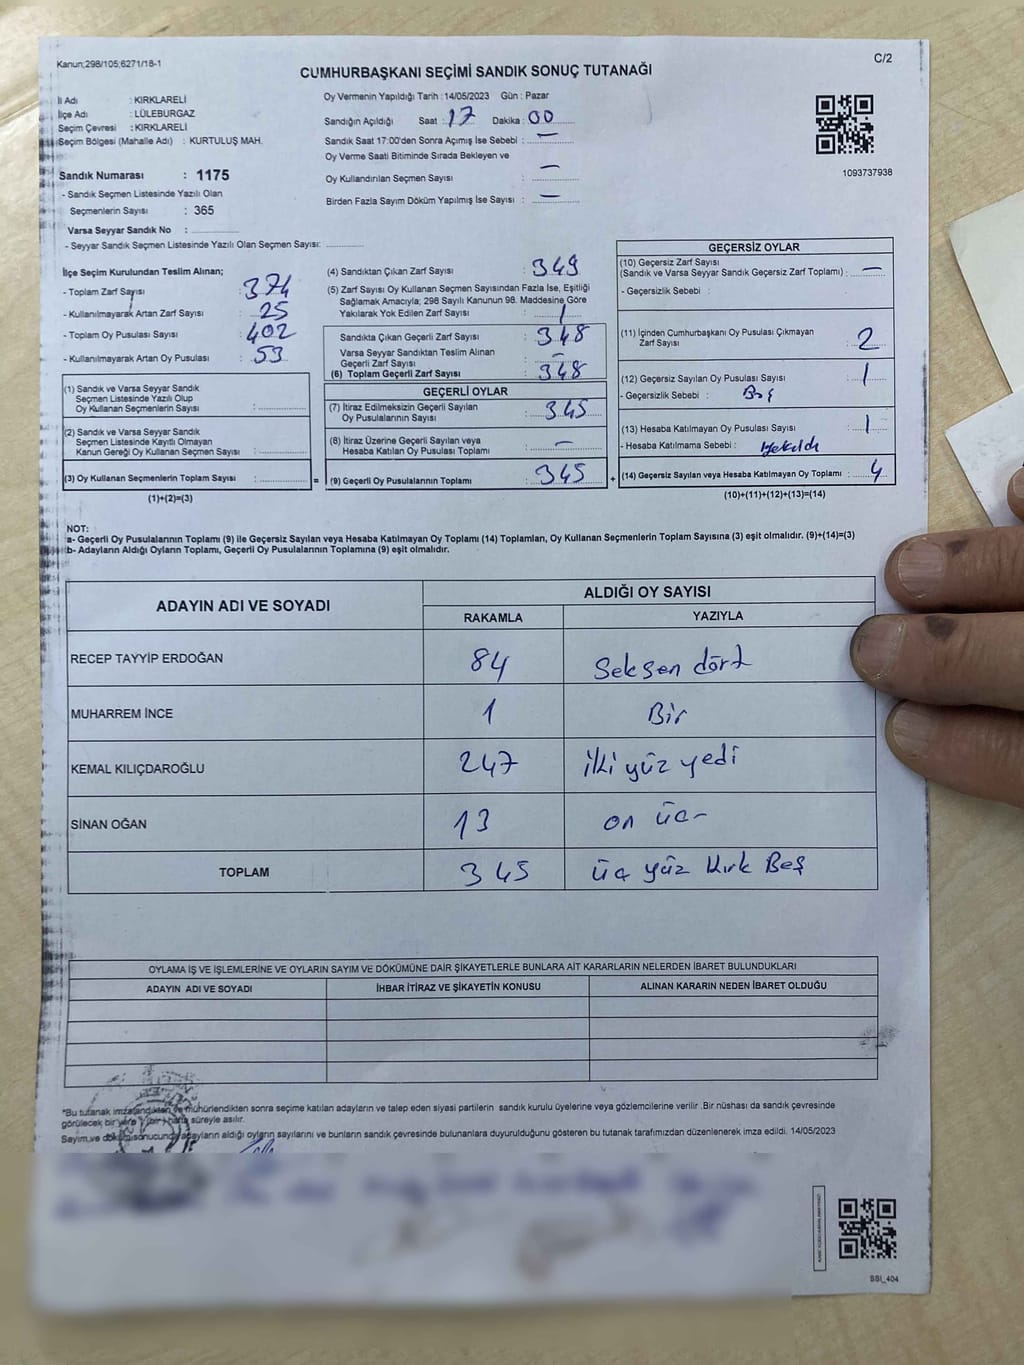 Kanun;298/105;6271/18-1
C/2
CUMHURBAŞKANI SEÇİMİ SANDIK SONUÇ TUTANAĞI
İl Adı : KIRKLARELİ
İlçe Adı : LÜLEBURGAZ
Seçim Çevresi : KIRKLARELİ
Seçim Bölgesi (Mahalle Adı) : KURTULUŞ MAH.
Sandık Numarası : 1175
- Sandık Seçmen Listesinde Yazılı Olan
Seçmenlerin Sayısı : 365
Varsa Seyyar Sandık No : ............
- Seyyar Sandık Seçmen Listesinde Yazılı Olan Seçmen Sayısı: ............
Oy Vermenin Yapıldığı Tarih : 14/05/2023 Gün : Pazar
Sandığın Açıldığı Saat : 17 Dakika : 00
Sandık Saat 17:00'den Sonra Açımış İse Sebebi : —
Oy Verme Saati Bitiminde Sırada Bekleyen ve
Oy Kullandırılan Seçmen Sayısı : —
Birden Fazla Sayım Döküm Yapılmış İse Sayısı : —
1093737938
İlçe Seçim Kurulundan Teslim Alınan;
- Toplam Zarf Sayısı : 374
- Kullanılmayarak Artan Zarf Sayısı : 25
- Toplam Oy Pusulası Sayısı : 402
- Kullanılmayarak Artan Oy Pusulası : 53
(1) Sandık ve Varsa Seyyar Sandık
Seçmen Listesinde Yazılı Olup
Oy Kullanan Seçmenlerin Sayısı : ............
(2) Sandık ve Varsa Seyyar Sandık
Seçmen Listesinde Kayıtlı Olmayan
Kanun Gereği Oy Kullanan Seçmen Sayısı : ............
(3) Oy Kullanan Seçmenlerin Toplam Sayısı : ............ =
(1)+(2)=(3)
(4) Sandıktan Çıkan Zarf Sayısı : 349
(5) Zarf Sayısı Oy Kullanan Seçmen Sayısından Fazla İse, Eşitliği
Sağlamak Amacıyla; 298 Sayılı Kanunun 98. Maddesine Göre
Yakılarak Yok Edilen Zarf Sayısı : 1
Sandıkta Çıkan Geçerli Zarf Sayısı : 348
Varsa Seyyar Sandıktan Teslim Alınan
Geçerli Zarf Sayısı : —
(6) Toplam Geçerli Zarf Sayısı : 348
GEÇERLİ OYLAR
(7) İtiraz Edilmeksizin Geçerli Sayılan
Oy Pusulalarının Sayısı : 345
(8) İtiraz Üzerine Geçerli Sayılan veya
Hesaba Katılan Oy Pusulası Toplamı : —
(9) Geçerli Oy Pusulalarının Toplamı : 345 +
GEÇERSİZ OYLAR
(10) Geçersiz Zarf Sayısı
(Sandık ve Varsa Seyyar Sandık Geçersiz Zarf Toplamı) : —
- Geçersizlik Sebebi :
(11) İçinden Cumhurbaşkanı Oy Pusulası Çıkmayan
Zarf Sayısı : 2
(12) Geçersiz Sayılan Oy Pusulası Sayısı : 1
- Geçersizlik Sebebi : Boş
(13) Hesaba Katılmayan Oy Pusulası Sayısı : 1
- Hesaba Katılmama Sebebi :
(14) Geçersiz Sayılan veya Hesaba Katılmayan Oy Toplamı : 4
(10)+(11)+(12)+(13)=(14)
NOT:
a- Geçerli Oy Pusulalarının Toplamı (9) ile Geçersiz Sayılan veya Hesaba Katılmayan Oy Toplamı (14) Toplamları, Oy Kullanan Seçmenlerin Toplam Sayısına (3) eşit olmalıdır. (9)+(14)=(3)
b- Adayların Aldığı Oyların Toplamı, Geçerli Oy Pusulalarının Toplamına (9) eşit olmalıdır.
ADAYIN ADI VE SOYADI
ALDIĞI OY SAYISI
RAKAMLA YAZIYLA
RECEP TAYYİP ERDOĞAN 84 Seksen dört
MUHARREM İNCE 1 Bir
KEMAL KILIÇDAROĞLU 247 iki yüz yedi
SİNAN OĞAN 13 on üç
TOPLAM 345 üç yüz Kırk Beş
OYLAMA İŞ VE İŞLEMLERİNE VE OYLARIN SAYIM VE DÖKÜMÜNE DAİR ŞİKAYETLERLE BUNLARA AİT KARARLARIN NELERDEN İBARET BULUNDUKLARI
ADAYIN ADI VE SOYADI İHBAR İTİRAZ VE ŞİKAYETİN KONUSU ALINAN KARARIN NEDEN İBARET OLDUĞU
*Bu tutanak imzalandıktan ve mühürlendikten sonra seçime katılan adayların ve talep eden siyasi partilerin sandık kurulu üyelerine veya gözlemcilerine verilir .Bir nüshası da sandık çevresinde
görülecek bir yere 1 (bir) hafta süreyle asılır.
Sayım ve döküm sonucunda adayların aldığı oyların sayılarını ve bunların sandık çevresinde bulunanlara duyurulduğunu gösteren bu tutanak tarafımızdan düzenlenerek imza edildi. 14/05/2023
SSI_404